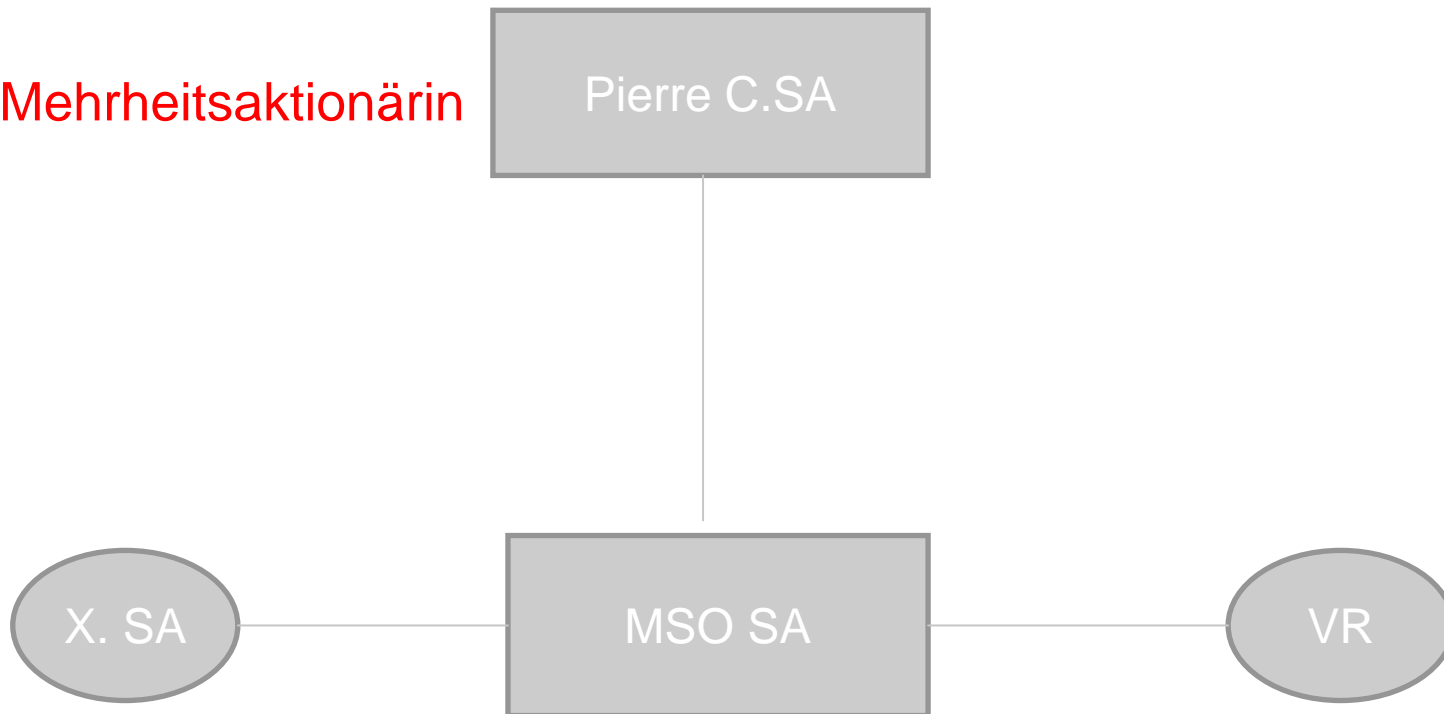 Mehrheitsaktionärin
Pierre C.SA
X. SA
MSO SA
VR